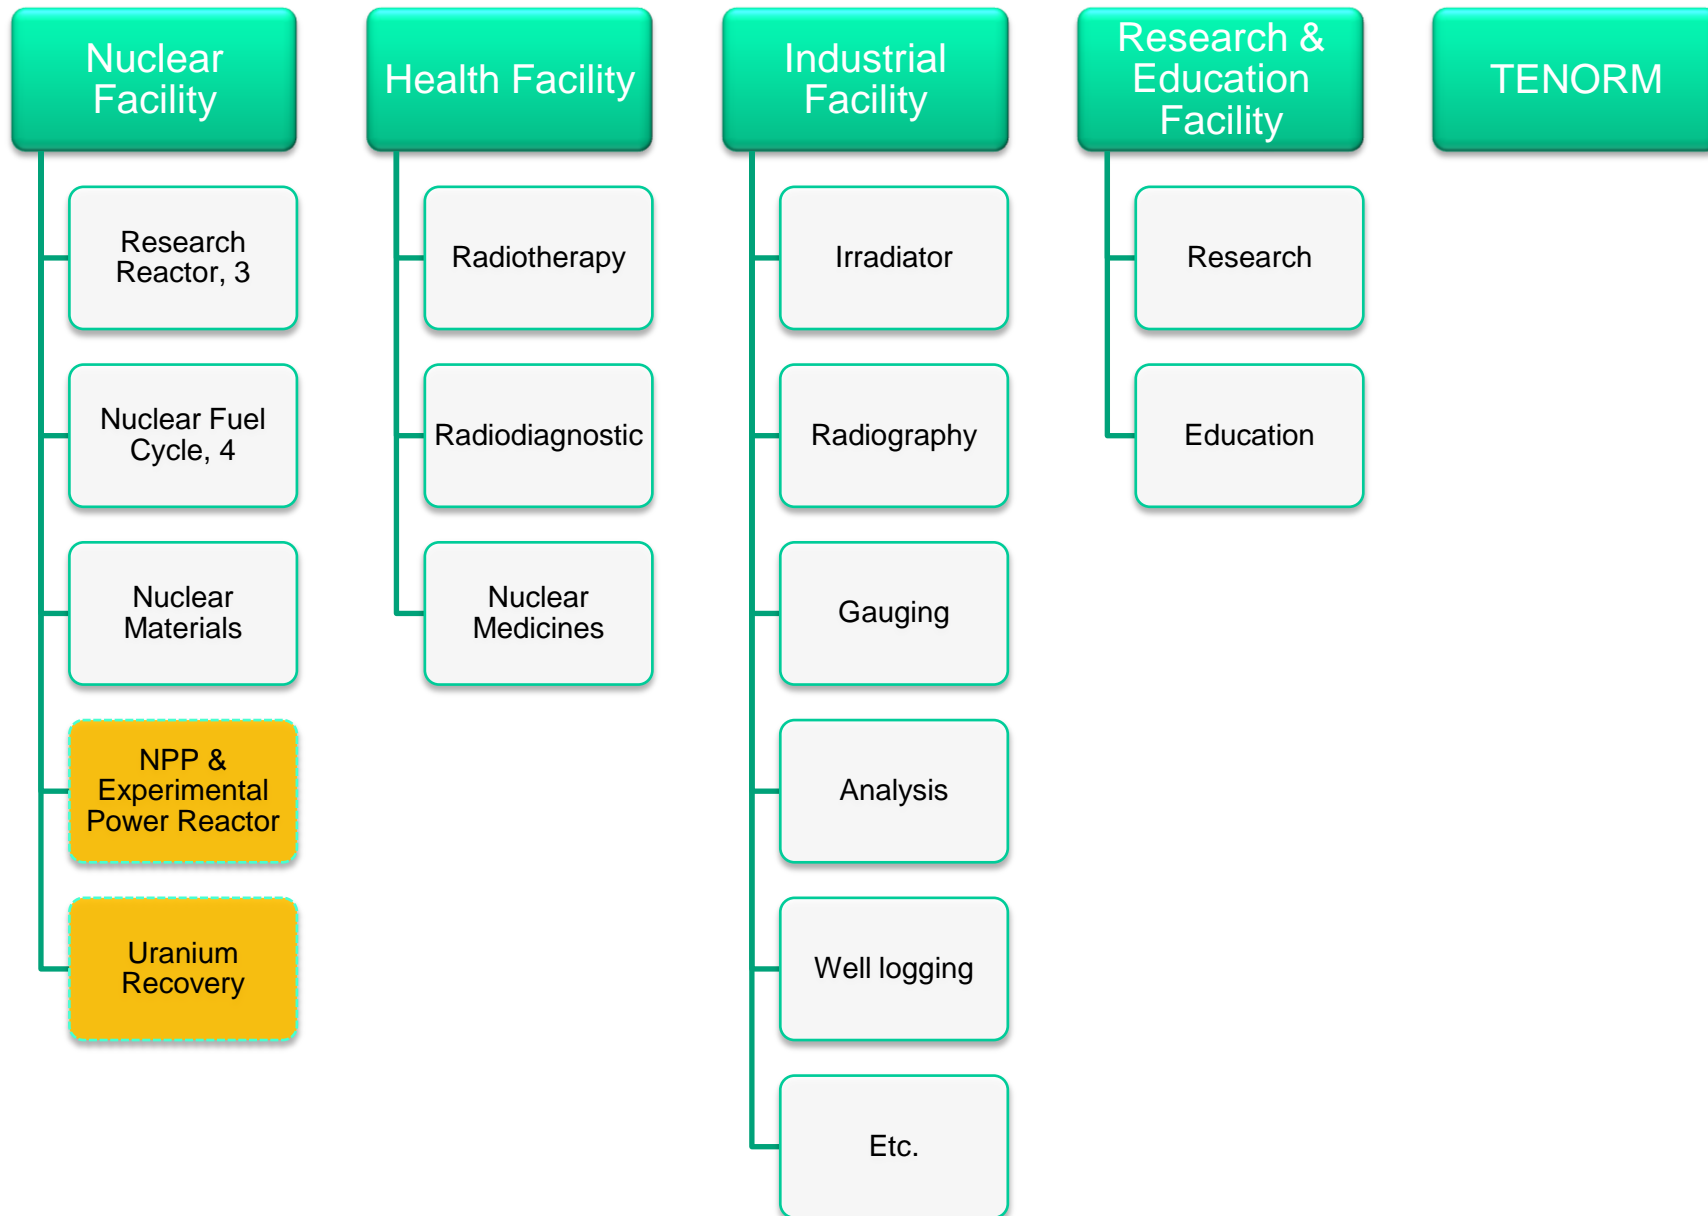 Nuclear
Facility
Research
Reactor, 3
Nuclear Fuel
Cycle, 4
Nuclear
Materials
NPP &
Experimental
Power Reactor
Uranium
Recovery
Health Facility
Radiotherapy
Radiodiagnostic
Nuclear
Medicines
Industrial
Facility
Irradiator
Radiography
Gauging
Analysis
Well logging
Etc.
Research &
Education
Facility
Research
Education
TENORM